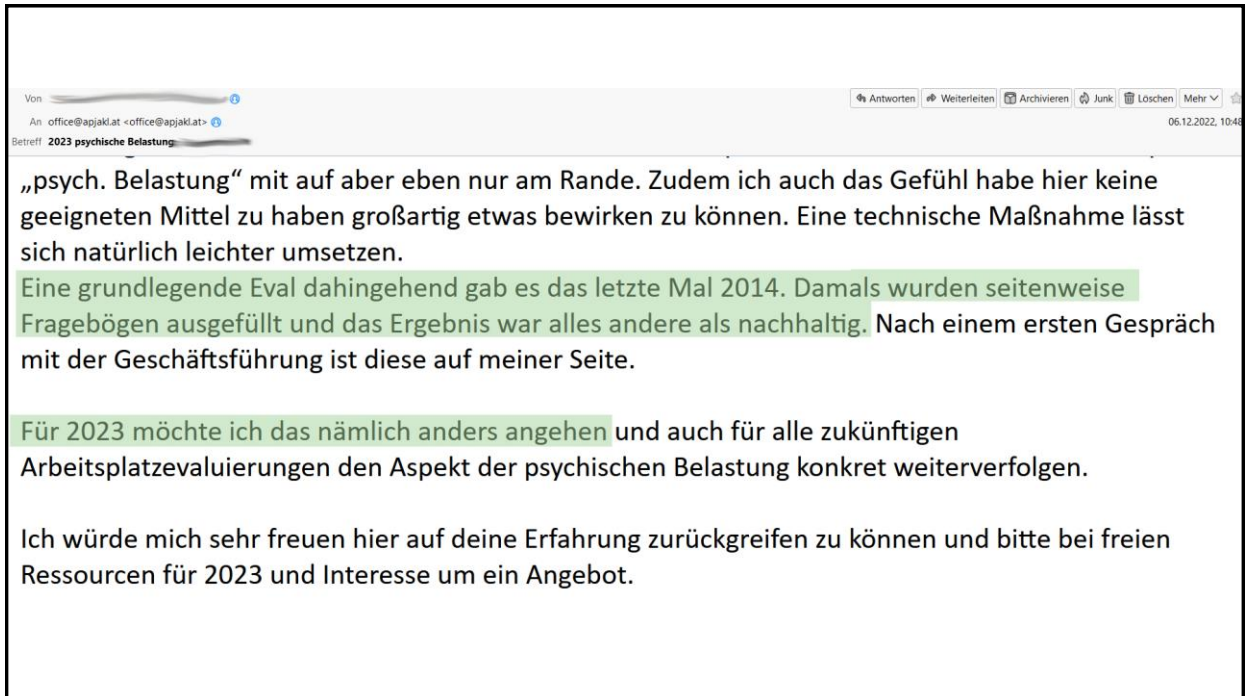 Von
Antworten Weiterleiten Archivieren Junk Löschen Mehr
An office@apjakl.at <office@apjakl.at>
06.12.2022, 10:48
Betreff 2023 psychische Belastung
„psych. Belastung“ mit auf aber eben nur am Rande. Zudem ich auch das Gefühl habe hier keine
geeigneten Mittel zu haben großartig etwas bewirken zu können. Eine technische Maßnahme lässt
sich natürlich leichter umsetzen.
Eine grundlegende Eval dahingehend gab es das letzte Mal 2014. Damals wurden seitenweise
Fragebögen ausgefüllt und das Ergebnis war alles andere als nachhaltig. Nach einem ersten Gespräch
mit der Geschäftsführung ist diese auf meiner Seite.
Für 2023 möchte ich das nämlich anders angehen und auch für alle zukünftigen
Arbeitsplatzevaluierungen den Aspekt der psychischen Belastung konkret weiterverfolgen.
Ich würde mich sehr freuen hier auf deine Erfahrung zurückgreifen zu können und bitte bei freien
Ressourcen für 2023 und Interesse um ein Angebot.